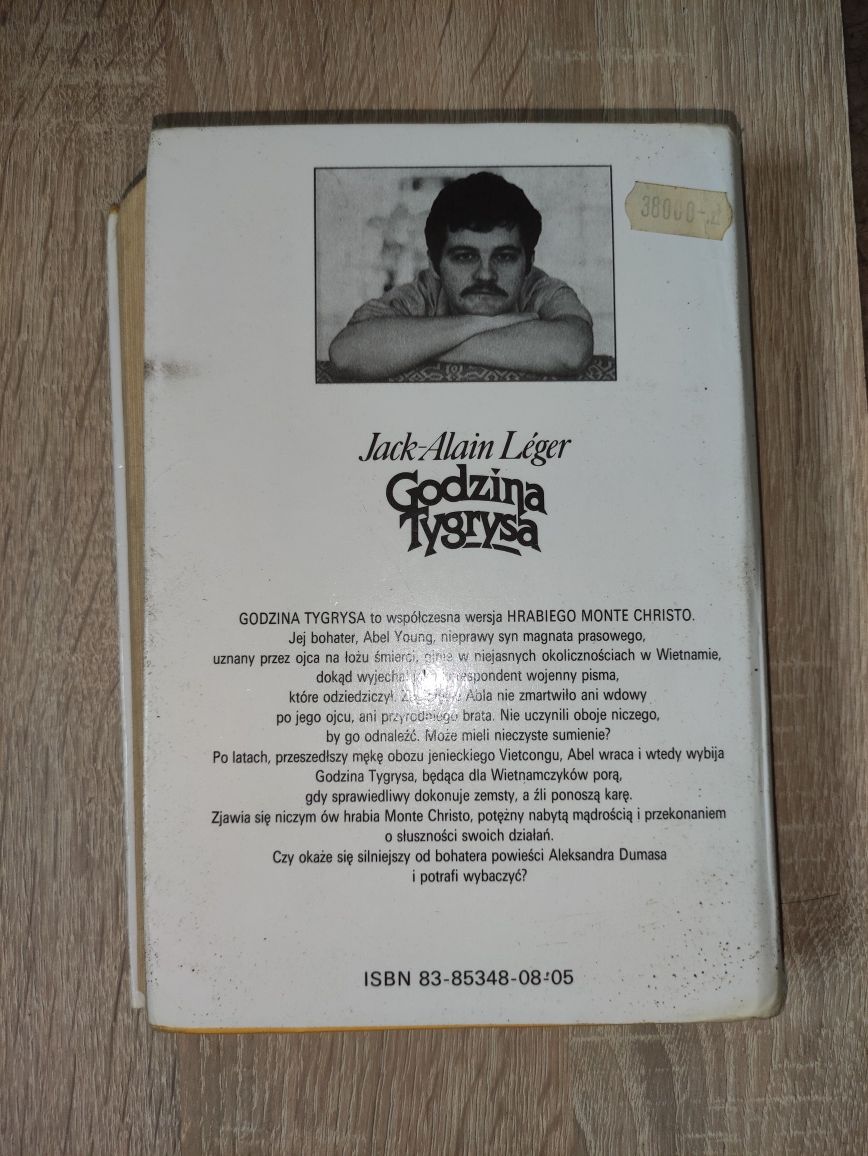 38000-zł
Jack-Alain Léger
Godzina
Tygrysa
GODZINA TYGRYSA to współczesna wersja HRABIEGO MONTE CHRISTO.
Jej bohater, Abel Young, nieprawy syn magnata prasowego,
uznany przez ojca na łożu śmierci, ginie w niejasnych okolicznościach w Wietnamie,
dokąd wyjechał jako korespondent wojenny pisma,
które odziedziczył. Abla nie zmartwiło ani wdowy
po jego ojcu, ani przyrodniego brata. Nie uczynili oboje niczego,
by go odnaleźć. Może mieli nieczyste sumienie?
Po latach, przeszedłszy mękę obozu jenieckiego Vietcongu, Abel wraca i wtedy wybija
Godzina Tygrysa, będąca dla Wietnamczyków porą,
gdy sprawiedliwy dokonuje zemsty, a źli ponoszą karę.
Zjawia się niczym ów hrabia Monte Christo, potężny nabytą mądrością i przekonaniem
o słuszności swoich działań.
Czy okaże się silniejszy od bohatera powieści Aleksandra Dumasa
i potrafi wybaczyć?
ISBN 83-85348-08-05